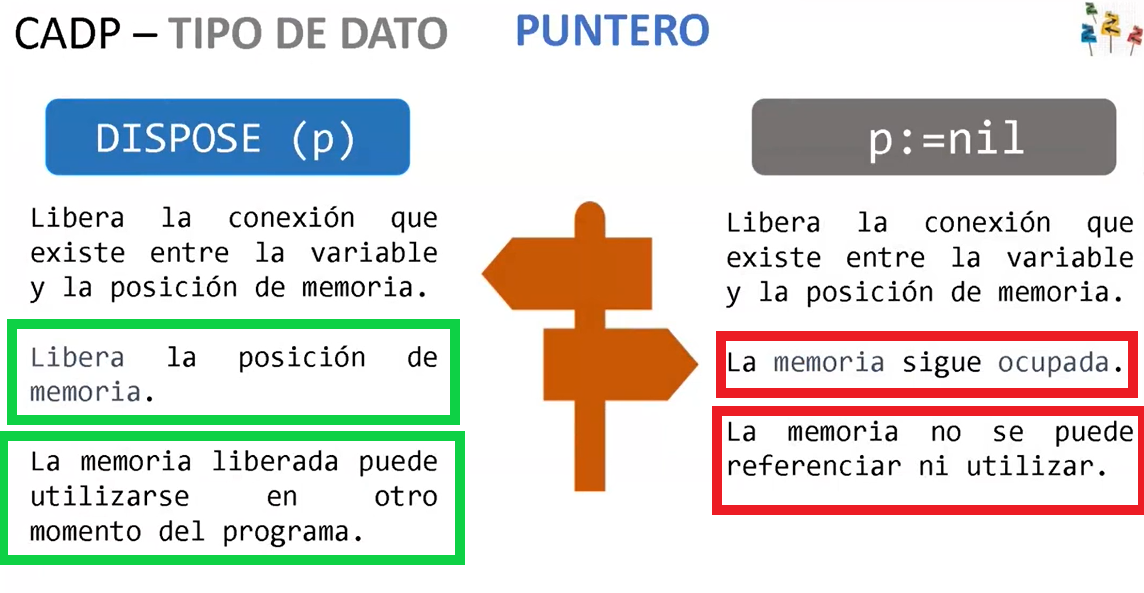 CADP – TIPO DE DATO PUNTERO
DISPOSE (p)
Libera la conexión que
existe entre la variable
y la posición de memoria.
Libera la posición de
memoria.
La memoria liberada puede
utilizarse en otro
momento del programa.
p:=nil
Libera la conexión que
existe entre la variable
y la posición de memoria.
La memoria sigue ocupada.
La memoria no se puede
referenciar ni utilizar.